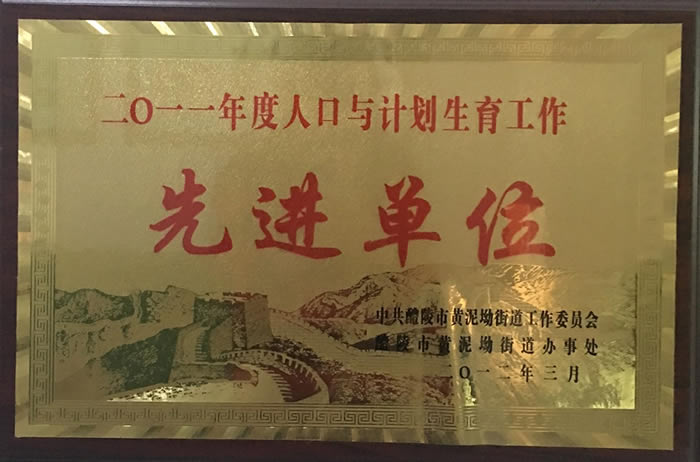 二〇一一年度人口与计划生育工作
先进单位
中共醴陵市黄泥坳街道工作委员会
醴陵市黄泥坳街道办事处
二〇一二年三月